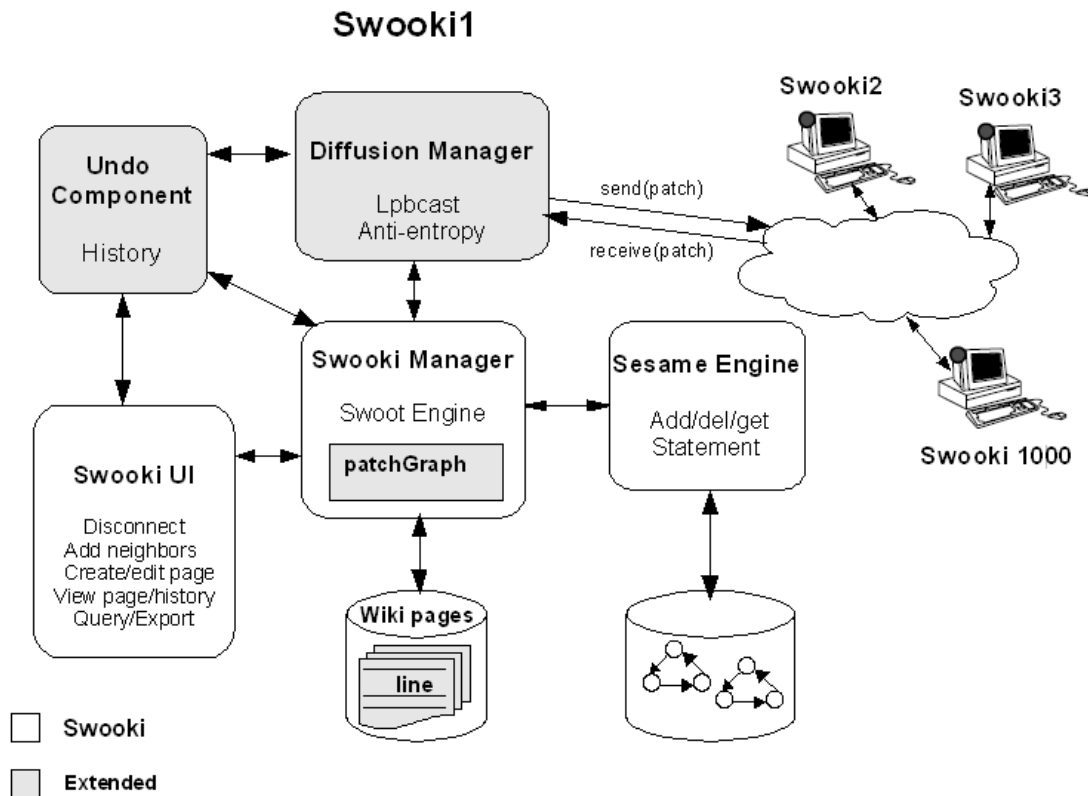 Swooki1
Swooki2
Swooki3
Undo
Component
History
Diffusion Manager
Lpbcast
Anti-entropy
send(patch)
receive(patch)
Swooki Manager
Swoot Engine
patchGraph
Sesame Engine
Add/del/get
Statement
Swooki 1000
Swooki UI
Disconnect
Add neighbors
Create/edit page
View page/history
Query/Export
Wiki pages
line
Swooki
Extended